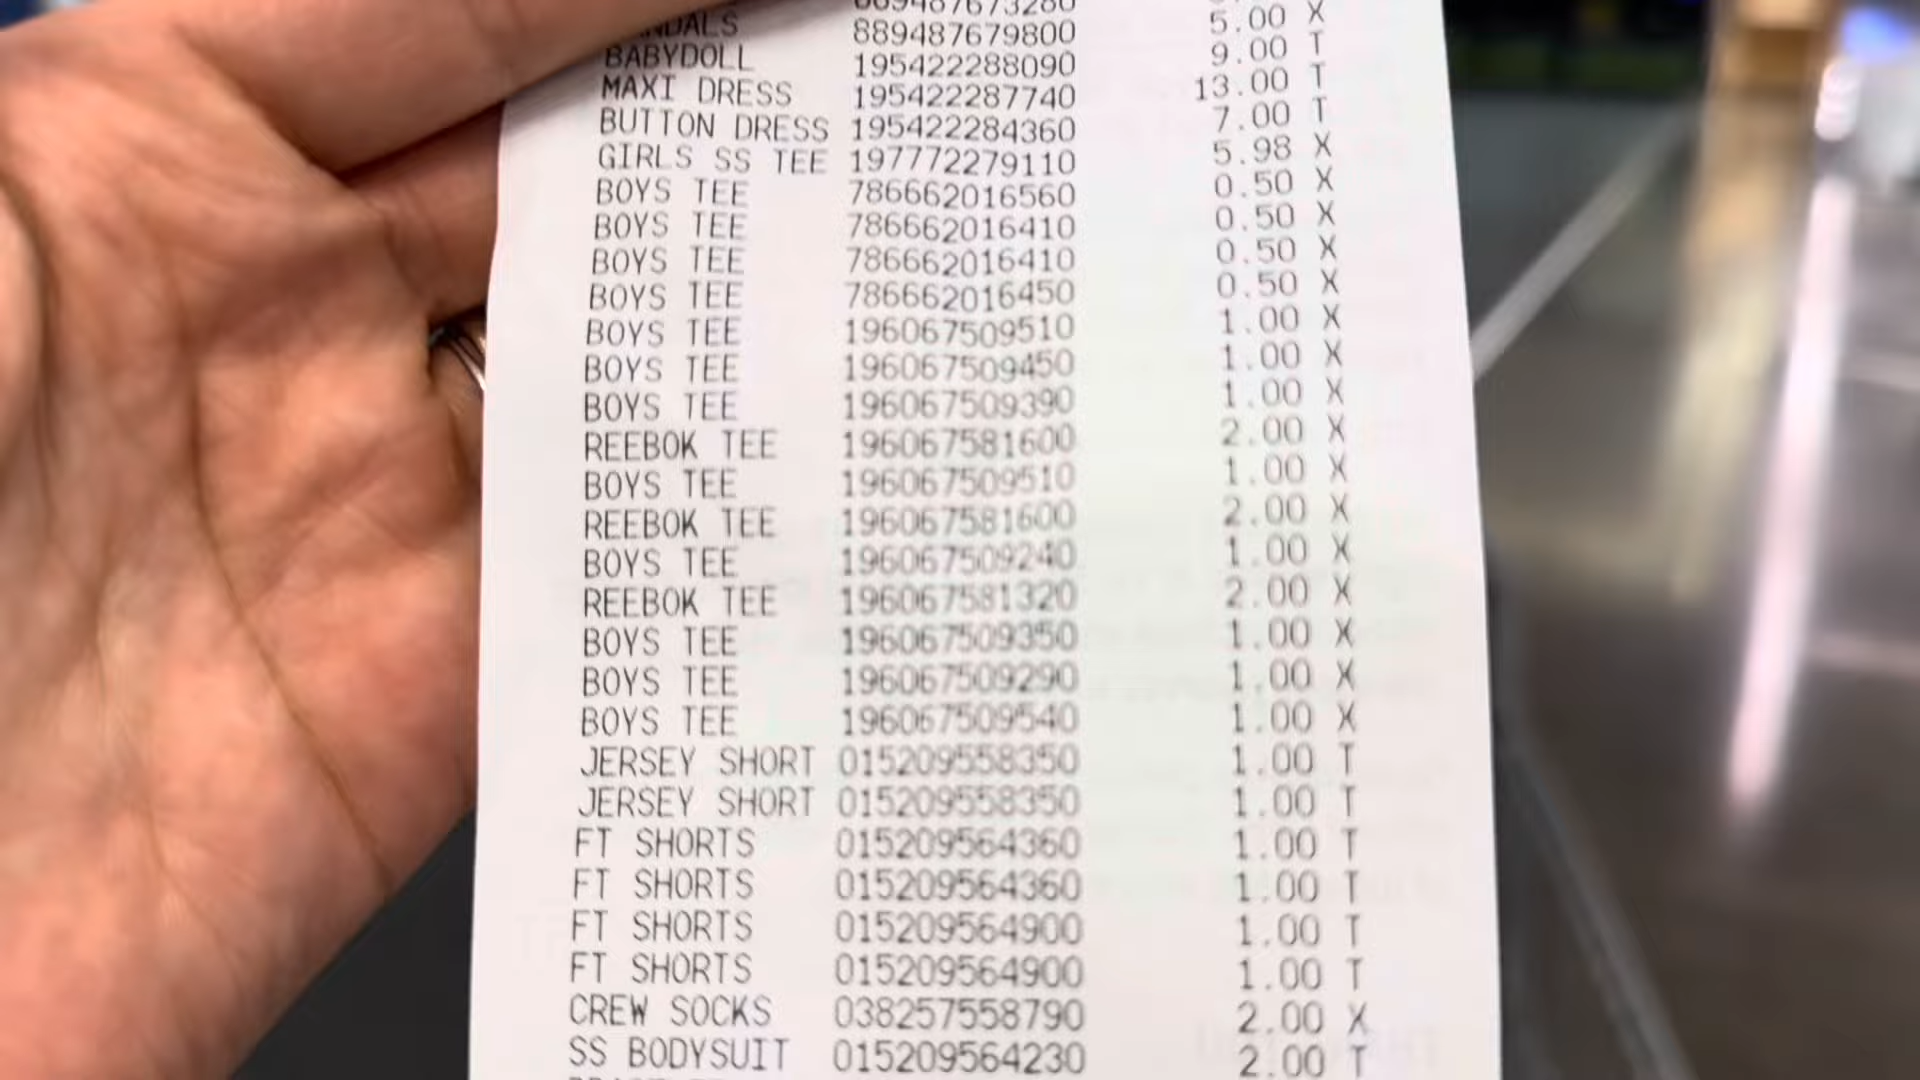 889487679800 5.00 X
BABYDOLL 195422288090 9.00 T
MAXI DRESS 195422287740 13.00 T
BUTTON DRESS 195422284360 7.00 T
GIRLS SS TEE 197772279110 5.98 X
BOYS TEE 786662016560 0.50 X
BOYS TEE 786662016410 0.50 X
BOYS TEE 786662016410 0.50 X
BOYS TEE 786662016450 0.50 X
BOYS TEE 196067509510 1.00 X
BOYS TEE 196067509450 1.00 X
BOYS TEE 196067509390 1.00 X
REEBOK TEE 196067581600 2.00 X
BOYS TEE 196067509510 1.00 X
REEBOK TEE 196067581600 2.00 X
BOYS TEE 196067509240 1.00 X
REEBOK TEE 196067581320 2.00 X
BOYS TEE 196067509350 1.00 X
BOYS TEE 196067509290 1.00 X
BOYS TEE 196067509540 1.00 X
JERSEY SHORT 015209558350 1.00 T
JERSEY SHORT 015209558350 1.00 T
FT SHORTS 015209564360 1.00 T
FT SHORTS 015209564360 1.00 T
FT SHORTS 015209564900 1.00 T
FT SHORTS 015209564900 1.00 T
CREW SOCKS 038257558790 2.00 X
SS BODYSUIT 015209564230 2.00 T